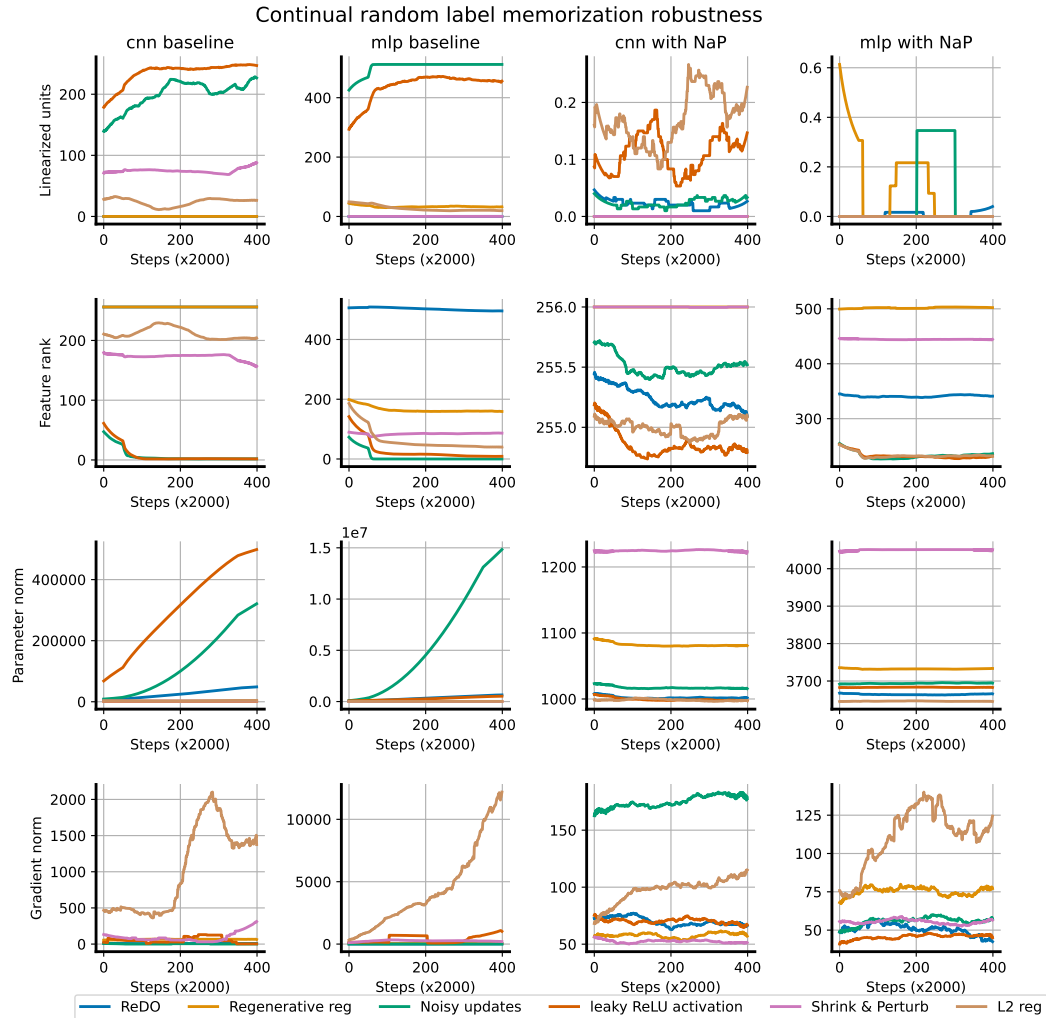 Continual random label memorization robustness
cnn baseline
mlp baseline
cnn with NaP
mlp with NaP
Linearized units
200
100
0
0 200 400
Steps (x2000)
400
200
0
0 200 400
Steps (x2000)
0.2
0.1
0.0
0 200 400
Steps (x2000)
0.6
0.4
0.2
0.0
0 200 400
Steps (x2000)
Feature rank
200
100
0
0 200 400
Steps (x2000)
400
200
0
0 200 400
Steps (x2000)
256.0
255.5
255.0
0 200 400
Steps (x2000)
500
400
300
0 200 400
Steps (x2000)
Parameter norm
400000
200000
0
0 200 400
Steps (x2000)
1e7
1.5
1.0
0.5
0.0
0 200 400
Steps (x2000)
1200
1100
1000
0 200 400
Steps (x2000)
4000
3900
3800
3700
0 200 400
Steps (x2000)
Gradient norm
2000
1500
1000
500
0
0 200 400
Steps (x2000)
10000
5000
0
0 200 400
Steps (x2000)
150
100
50
0 200 400
Steps (x2000)
125
100
75
50
0 200 400
Steps (x2000)
ReDO Regenerative reg Noisy updates leaky ReLU activation Shrink & Perturb L2 reg